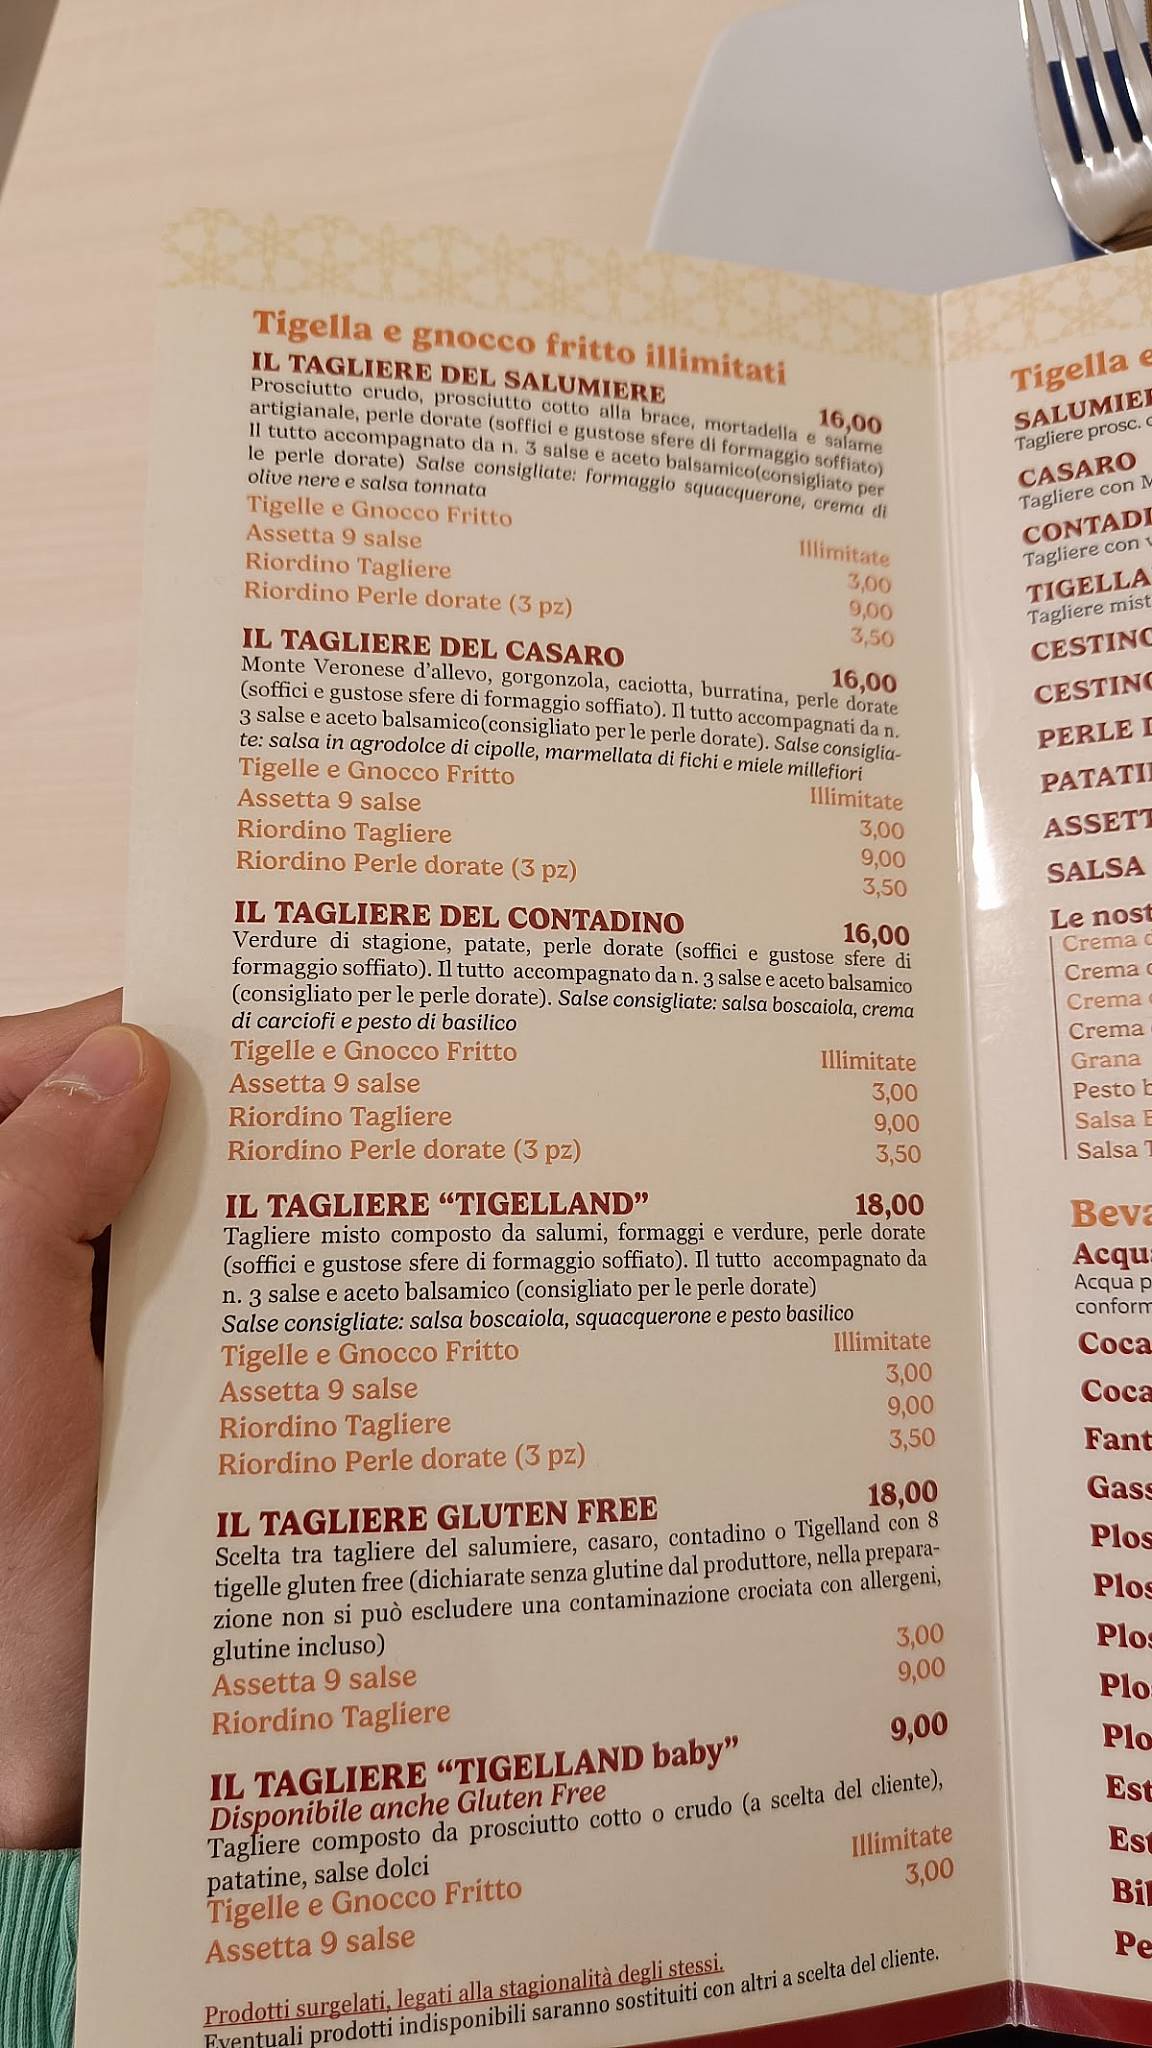 Tigella e gnocco fritto illimitati
IL TAGLIERE DEL SALUMIERE 16,00
Prosciutto crudo, prosciutto cotto alla brace, mortadella e salame
artigianale, perle dorate (soffici e gustose sfere di formaggio soffiato)
Il tutto accompagnato da n. 3 salse e aceto balsamico(consigliato per
le perle dorate) Salse consigliate: formaggio squacquerone, crema di
olive nere e salsa tonnata
Tigelle e Gnocco Fritto Illimitate
Assetta 9 salse 3,00
Riordino Tagliere 9,00
Riordino Perle dorate (3 pz) 3,50
IL TAGLIERE DEL CASARO 16,00
Monte Veronese d'allevo, gorgonzola, caciotta, burratina, perle dorate
(soffici e gustose sfere di formaggio soffiato). Il tutto accompagnati da n.
3 salse e aceto balsamico(consigliato per le perle dorate). Salse consiglia-
te: salsa in agrodolce di cipolle, marmellata di fichi e miele millefiori
Tigelle e Gnocco Fritto Illimitate
Assetta 9 salse 3,00
Riordino Tagliere 9,00
Riordino Perle dorate (3 pz) 3,50
IL TAGLIERE DEL CONTADINO 16,00
Verdure di stagione, patate, perle dorate (soffici e gustose sfere di
formaggio soffiato). Il tutto accompagnato da n. 3 salse e aceto balsamico
(consigliato per le perle dorate). Salse consigliate: salsa boscaiola, crema
di carciofi e pesto di basilico
Tigelle e Gnocco Fritto Illimitate
Assetta 9 salse 3,00
Riordino Tagliere 9,00
Riordino Perle dorate (3 pz) 3,50
IL TAGLIERE “TIGELLAND” 18,00
Tagliere misto composto da salumi, formaggi e verdure, perle dorate
(soffici e gustose sfere di formaggio soffiato). Il tutto accompagnato da
n. 3 salse e aceto balsamico (consigliato per le perle dorate)
Salse consigliate: salsa boscaiola, squacquerone e pesto basilico
Tigelle e Gnocco Fritto Illimitate
Assetta 9 salse 3,00
Riordino Tagliere 9,00
Riordino Perle dorate (3 pz) 3,50
IL TAGLIERE GLUTEN FREE 18,00
Scelta tra tagliere del salumiere, casaro, contadino o Tigelland con 8
tigelle gluten free (dichiarate senza glutine dal produttore, nella prepara-
zione non si può escludere una contaminazione crociata con allergeni,
glutine incluso)
Assetta 9 salse 3,00
Riordino Tagliere 9,00
IL TAGLIERE “TIGELLAND baby” 9,00
Disponibile anche Gluten Free
Tagliere composto da prosciutto cotto o crudo (a scelta del cliente),
patatine, salse dolci
Tigelle e Gnocco Fritto Illimitate
Assetta 9 salse 3,00
Prodotti surgelati, legati alla stagionalità degli stessi.
Eventuali prodotti indisponibili saranno sostituiti con altri a scelta del cliente.
Tigella e
SALUMIE
Tagliere prosc.
CASARO
Tagliere con
CONTADI
Tagliere con
TIGELLA
Tagliere mist
CESTINO
CESTINO
PERLE
PATATI
ASSETT
SALSA
Le nost
Crema
Crema
Crema
Crema
Grana
Pesto
Salsa
Salsa
Beva
Acqu
Acqua p
conform
Coca
Coca
Fant
Gass
Plos
Plos
Plos
Plo
Plo
Est
Est
Bi
Pe